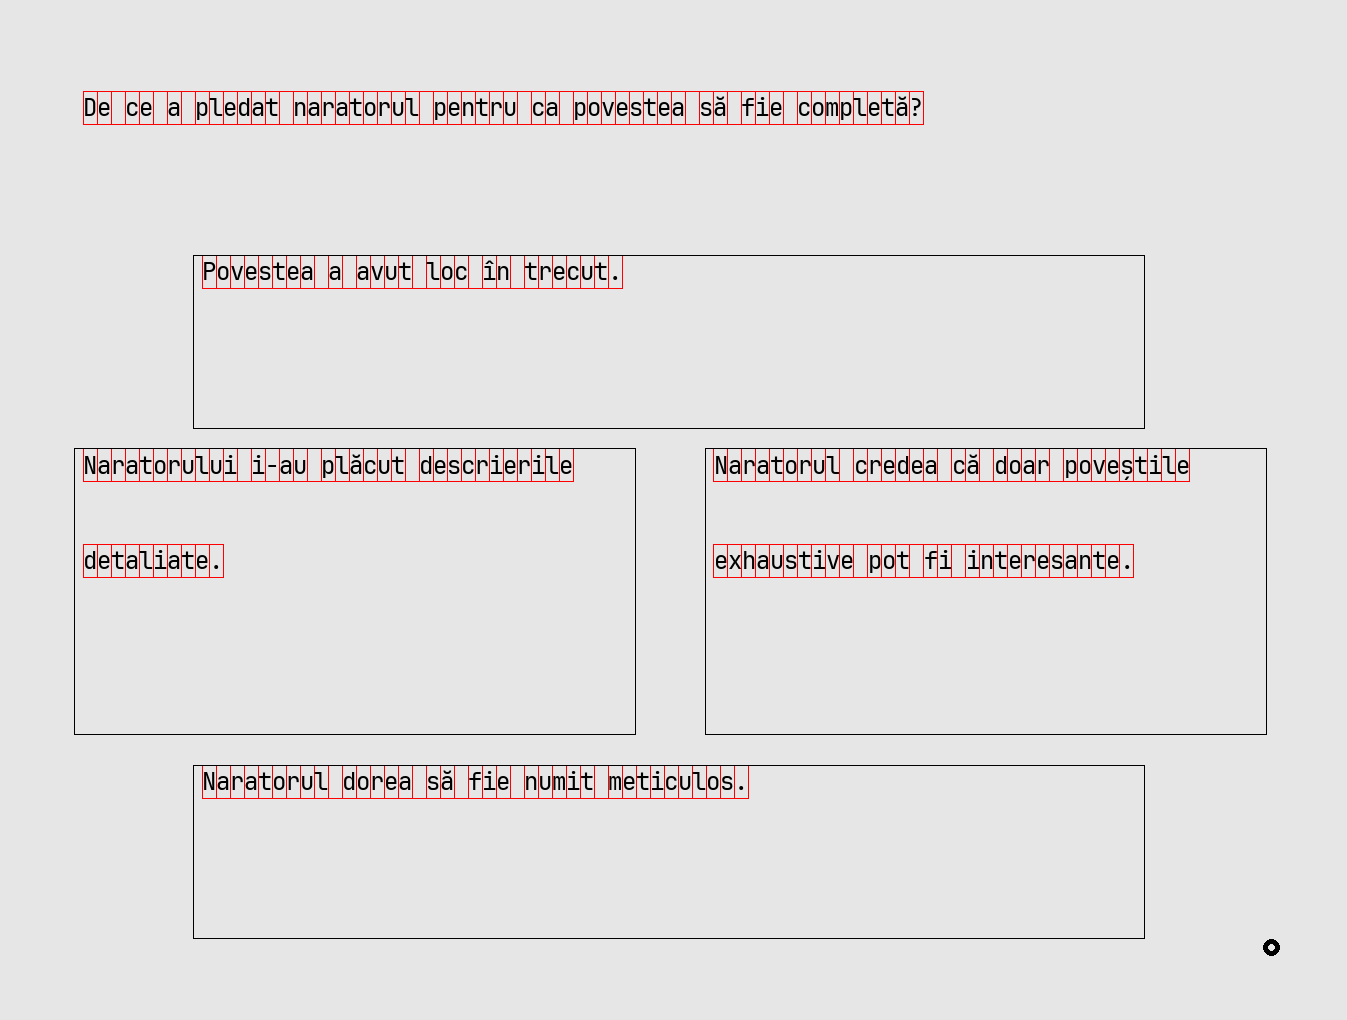 De ce a pledat naratorul pentru ca povestea să fie completă?
Povestea a avut loc în trecut.
Naratorului i-au plăcut descrierile
detaliate.
Naratorul credea că doar poveștile
exhaustive pot fi interesante.
Naratorul dorea să fie numit meticulos.